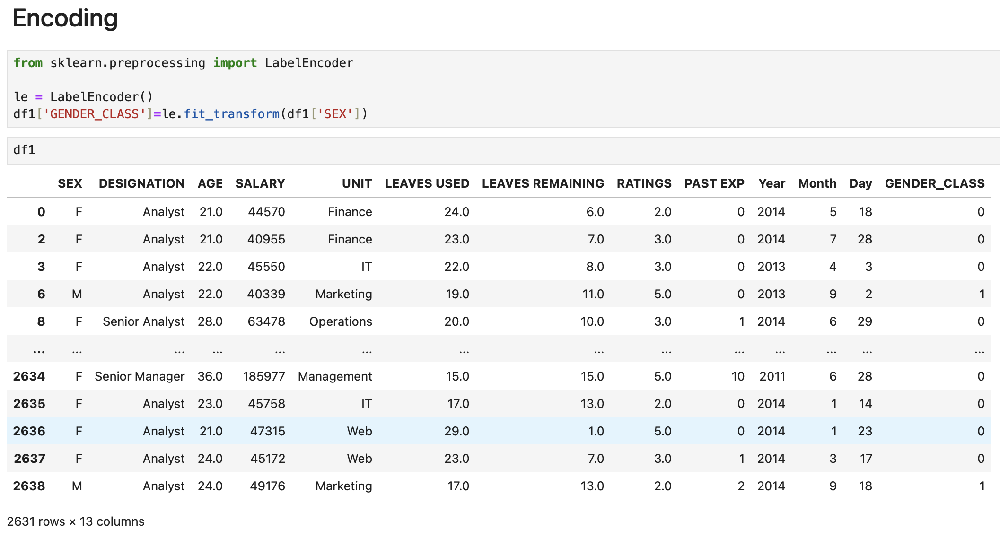 Encoding
from sklearn.preprocessing import LabelEncoder
le = LabelEncoder()
df1['GENDER_CLASS']=le.fit_transform(df1['SEX'])
df1
SEX DESIGNATION AGE SALARY UNIT LEAVES USED LEAVES REMAINING RATINGS PAST EXP Year Month Day GENDER_CLASS
0 F Analyst 21.0 44570 Finance 24.0 6.0 2.0 0 2014 5 18 0
2 F Analyst 21.0 40955 Finance 23.0 7.0 3.0 0 2014 7 28 0
3 F Analyst 22.0 45550 IT 22.0 8.0 3.0 0 2013 4 3 0
6 M Analyst 22.0 40339 Marketing 19.0 11.0 5.0 0 2013 9 2 1
8 F Senior Analyst 28.0 63478 Operations 20.0 10.0 3.0 1 2014 6 29 0
... ... ... ... ... ... ... ... ... ... ... ... ... ...
2634 F Senior Manager 36.0 185977 Management 15.0 15.0 5.0 10 2011 6 28 0
2635 F Analyst 23.0 45758 IT 17.0 13.0 2.0 0 2014 1 14 0
2636 F Analyst 21.0 47315 Web 29.0 1.0 5.0 0 2014 1 23 0
2637 F Analyst 24.0 45172 Web 23.0 7.0 3.0 1 2014 3 17 0
2638 M Analyst 24.0 49176 Marketing 17.0 13.0 2.0 2 2014 9 18 1
2631 rows × 13 columns